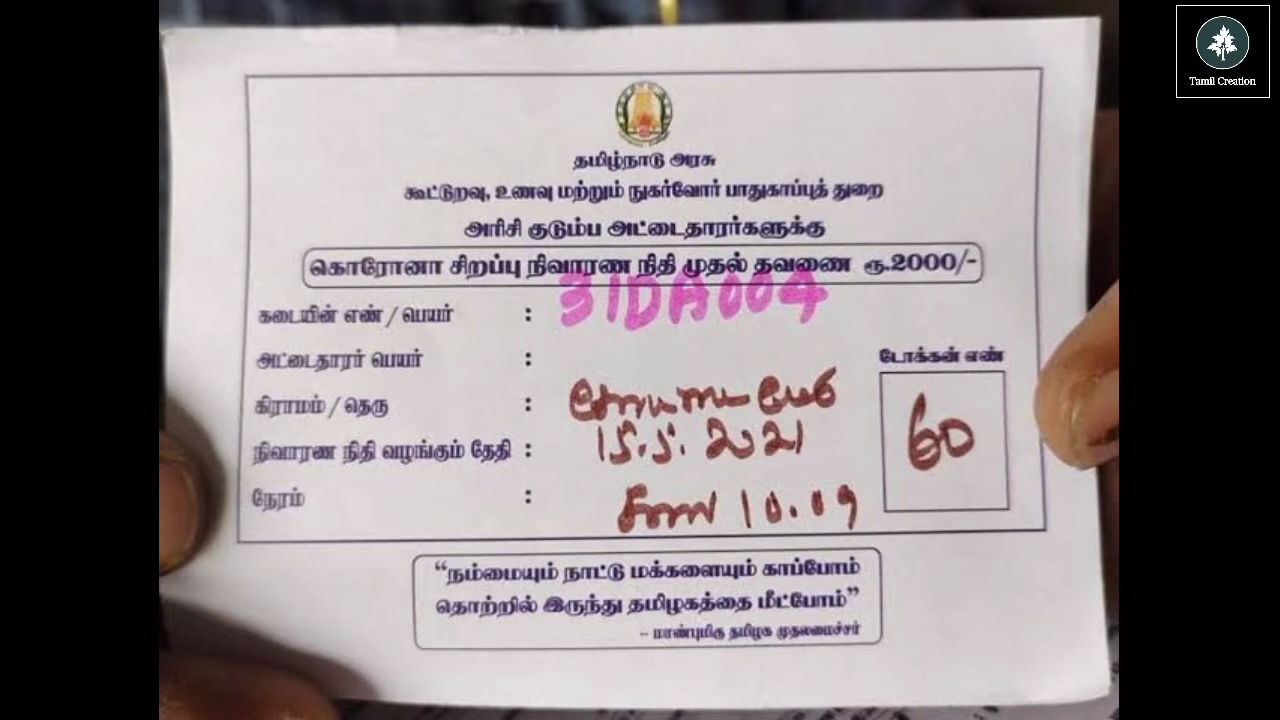 Tamil Creation
தமிழ்நாடு அரசு
கூட்டுறவு, உணவு மற்றும் நுகர்வோர் பாதுகாப்புத் துறை
அரிசி குடும்ப அட்டைதாரர்களுக்கு
கொரோனா சிறப்பு நிவாரண நிதி முதல் தவணை ரூ.2000/-
கடையின் எண் / பெயர் : 31DA004
அட்டைதாரர் பெயர் :
டோக்கன் எண்
கிராமம் / தெரு :
60
நிவாரண நிதி வழங்கும் தேதி : 15.5.2021
நேரம் : 10.09
“நம்மையும் நாட்டு மக்களையும் காப்போம்
தொற்றில் இருந்து தமிழகத்தை மீட்போம்”
– மாண்புமிகு தமிழக முதலமைச்சர்